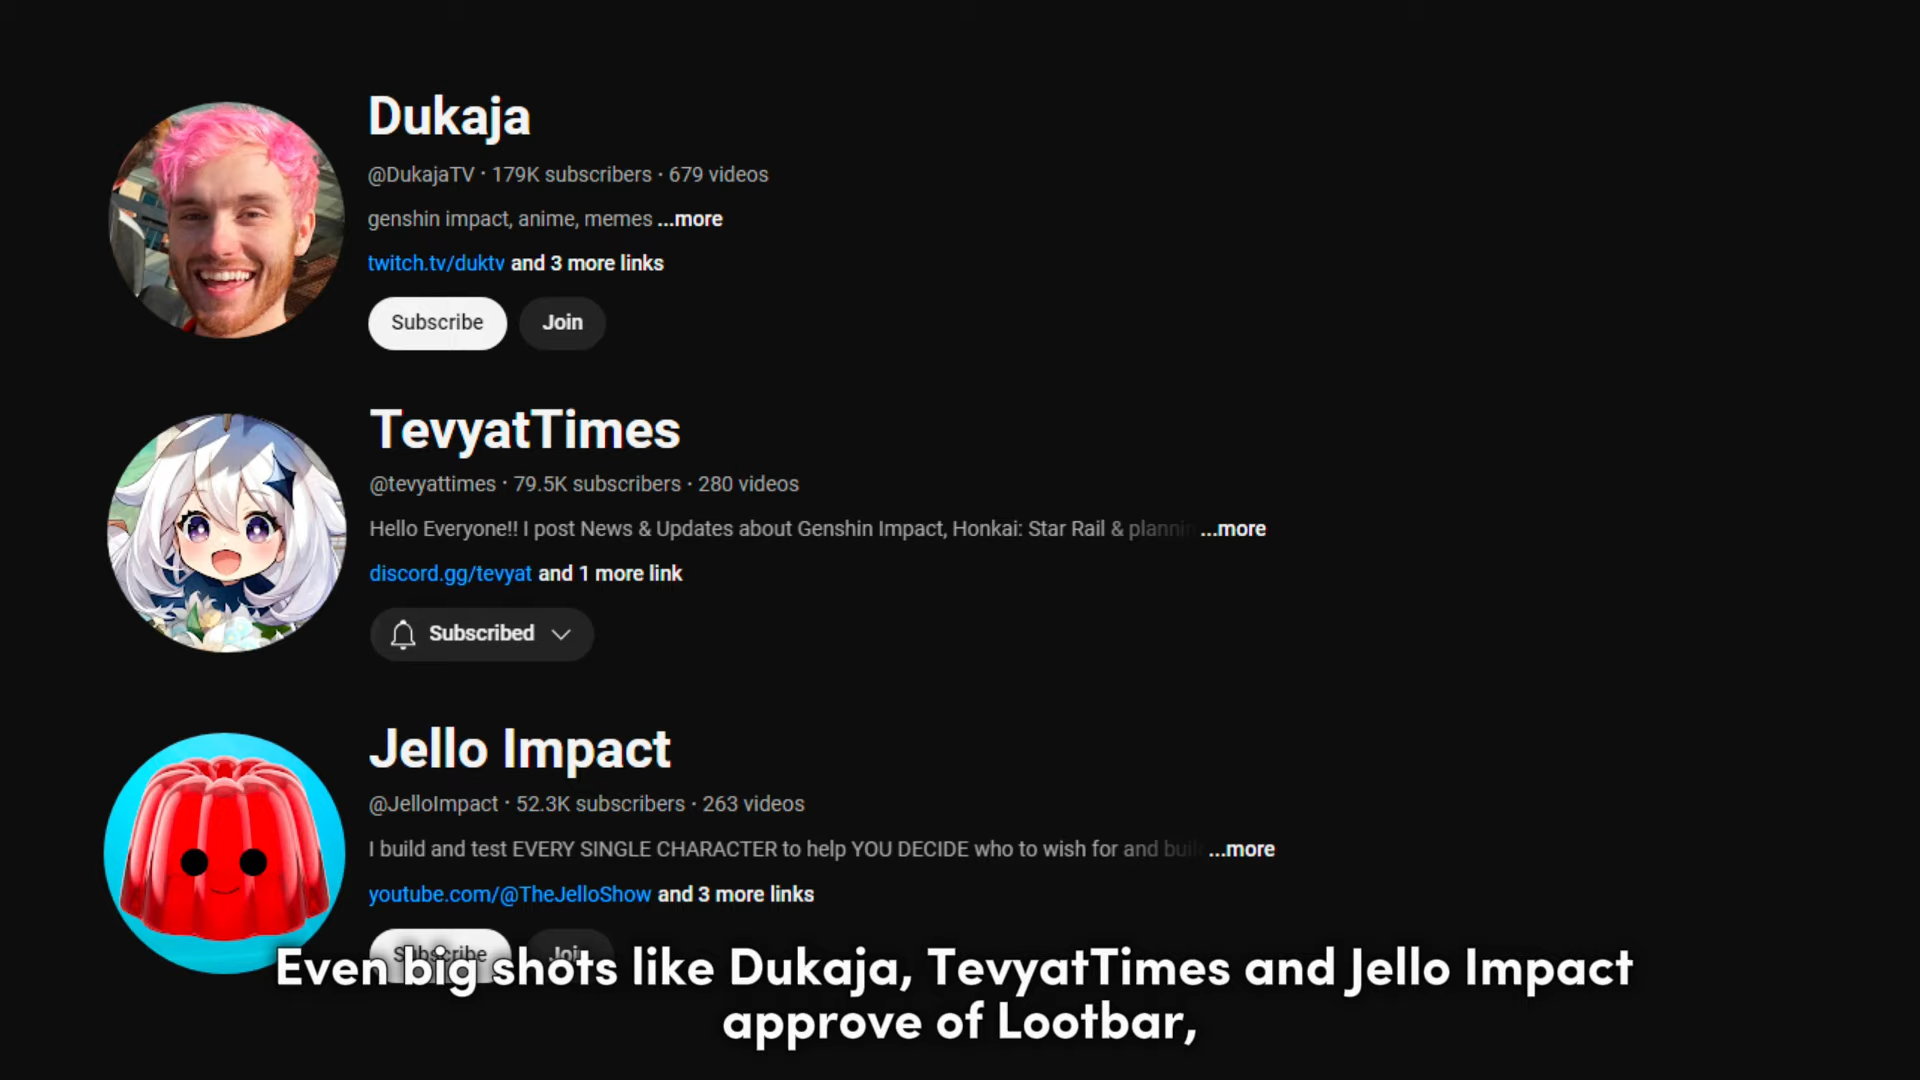 Dukaja
@DukajaTV · 179K subscribers · 679 videos
genshin impact, anime, memes ...more
twitch.tv/duktv and 3 more links
Subscribe Join
TevyatTimes
@tevyattimes · 79.5K subscribers · 280 videos
Hello Everyone!! I post News & Updates about Genshin Impact, Honkai: Star Rail & plannin ...more
discord.gg/tevyat and 1 more link
Subscribed
Jello Impact
@JelloImpact · 52.3K subscribers · 263 videos
I build and test EVERY SINGLE CHARACTER to help YOU DECIDE who to wish for and buil ...more
youtube.com/@TheJelloShow and 3 more links
Subscribe Join
Even big shots like Dukaja, TevyatTimes and Jello Impact
approve of Lootbar,